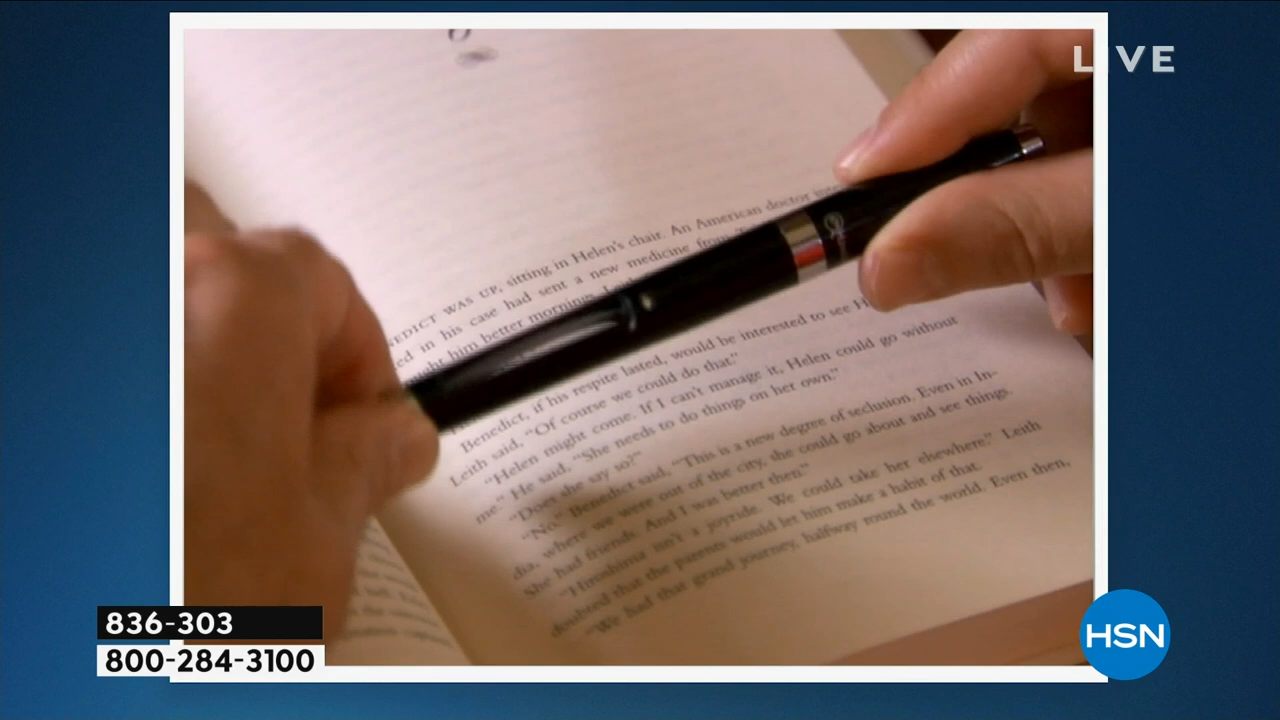 LIVE
EDICT WAS UP, sitting in Helen's chair. An American doctor
ed in his case had sent a new medicine from
ght him better morning
Benedict, if his respite lasted, would be interested to see
Leith said, "Of course we could do that."
"Helen might come. If I can't manage it, Helen could go without
me." He said, "She needs to do things on her own."
"Does she say so?"
"No," Benedict said, "This is a new degree of seclusion. Even in In-
dia, where we were out of the city, she could go about and see things.
She had friends. And I was better then."
"Hiroshima isn't a joyride. We could take her elsewhere." Leith
doubted that the parents would let him make a habit of that.
"We had that grand journey, halfway round the world. Even then,
836-303
800-284-3100
HSN